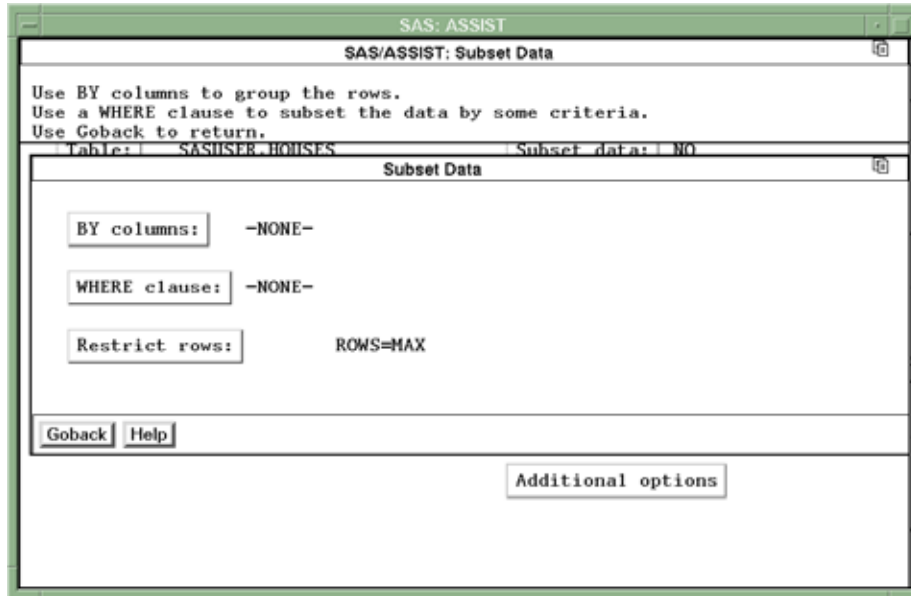 SAS: ASSIST
SAS/ASSIST: Subset Data
Use BY columns to group the rows.
Use a WHERE clause to subset the data by some criteria.
Use Goback to return.
Table: SASUSER.HOUSES Subset data: NO
Subset Data
BY columns: -NONE-
WHERE clause: -NONE-
Restrict rows: ROWS=MAX
Goback Help
Additional options